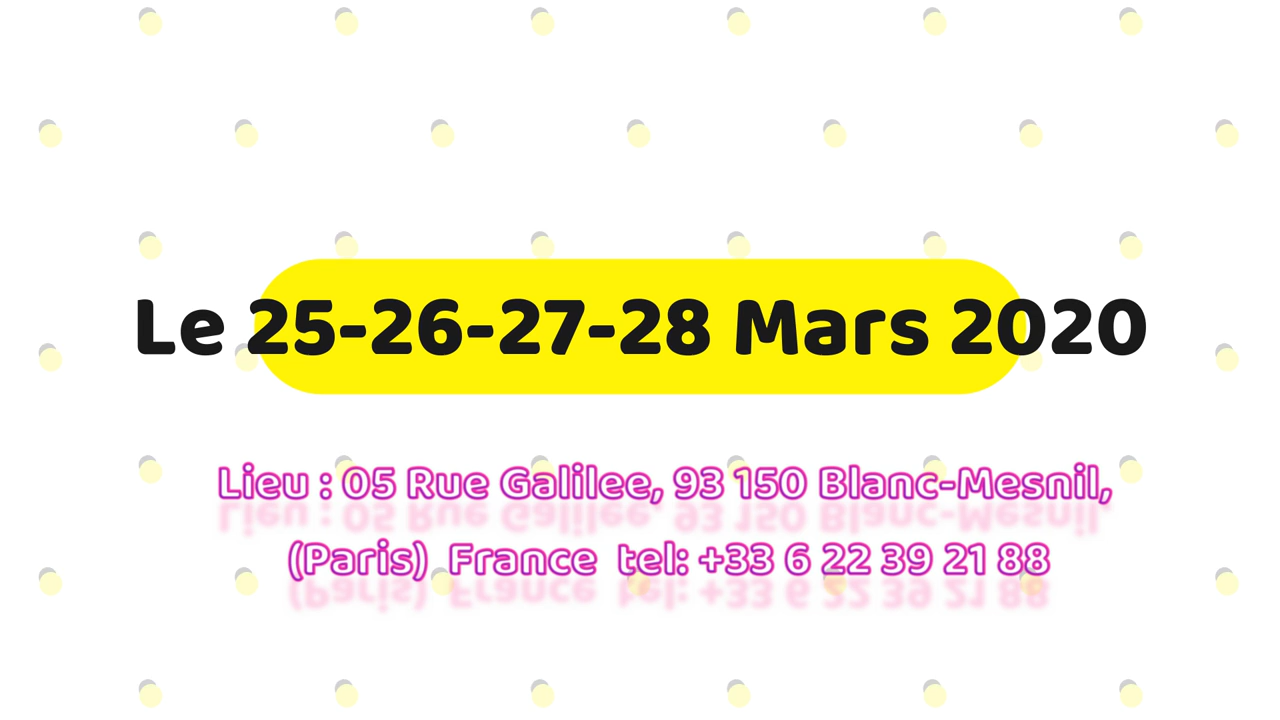 Le 25-26-27-28 Mars 2020
Lieu : 05 Rue Galilee, 93 150 Blanc-Mesnil,
(Paris) France tel: +33 6 22 39 21 88